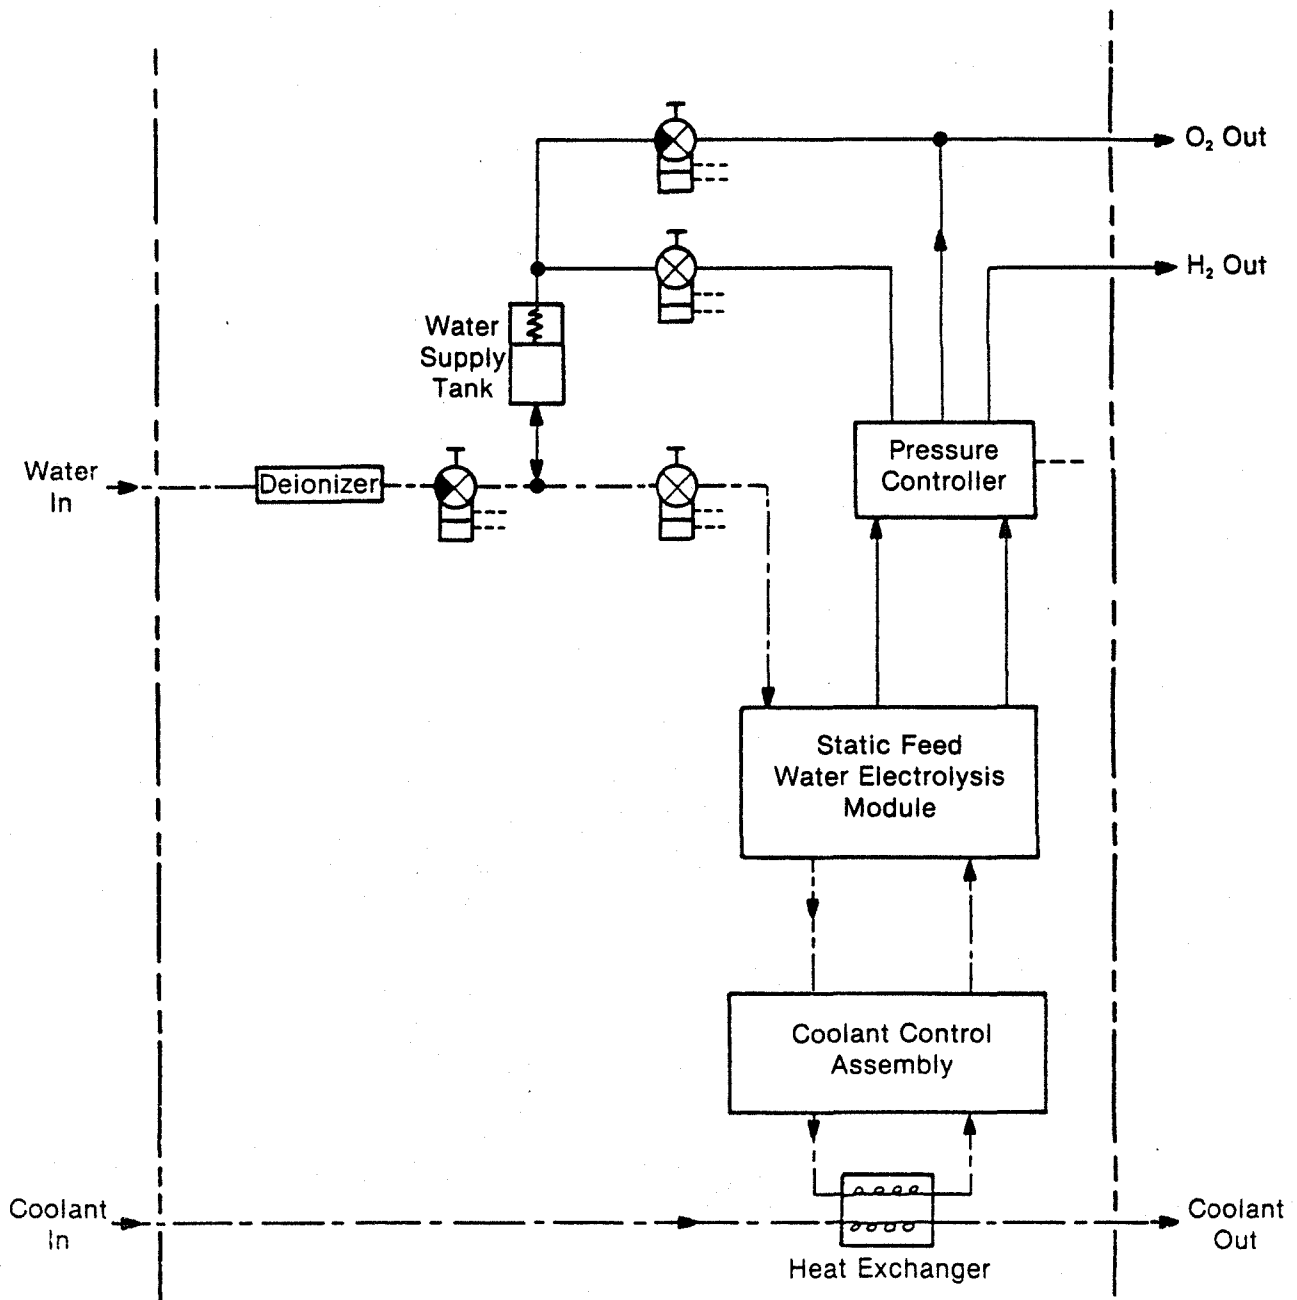 O₂ Out
H₂ Out
Water
Supply
Tank
Pressure
Controller
Water
In
Deionizer
Static Feed
Water Electrolysis
Module
Coolant Control
Assembly
Coolant
In
Coolant
Out
Heat Exchanger